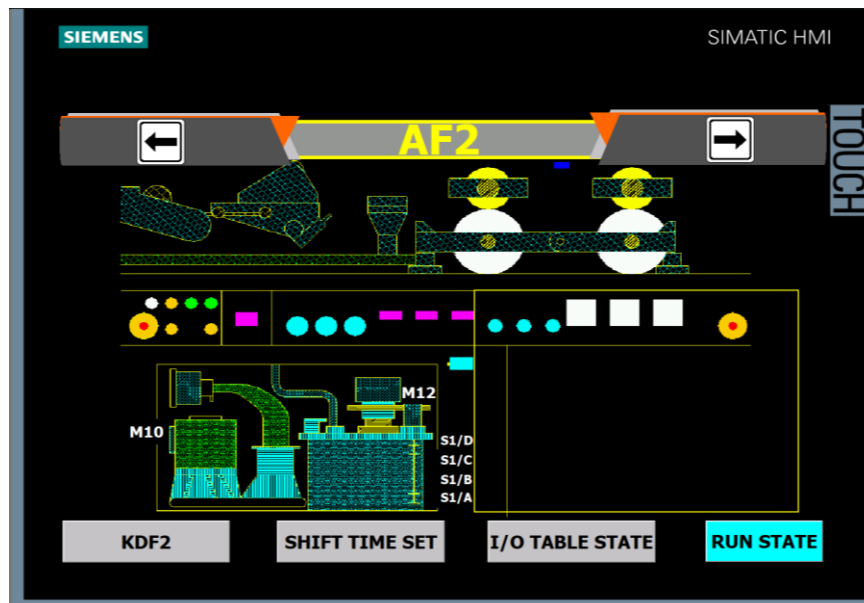 SIEMENS
SIMATIC HMI
TOUCH
AF2
M12
M10
S1/D
S1/C
S1/B
S1/A
KDF2
SHIFT TIME SET
I/O TABLE STATE
RUN STATE